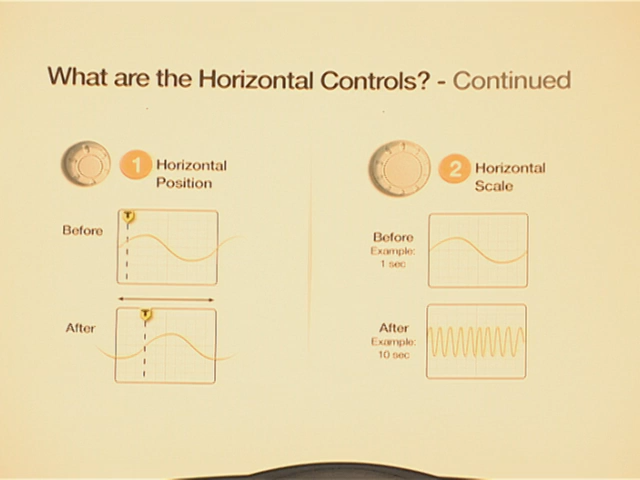 What are the Horizontal Controls? - Continued
1 Horizontal
Position
Before
T
After
T
2 Horizontal
Scale
Before
Example:
1 sec
After
Example:
10 sec